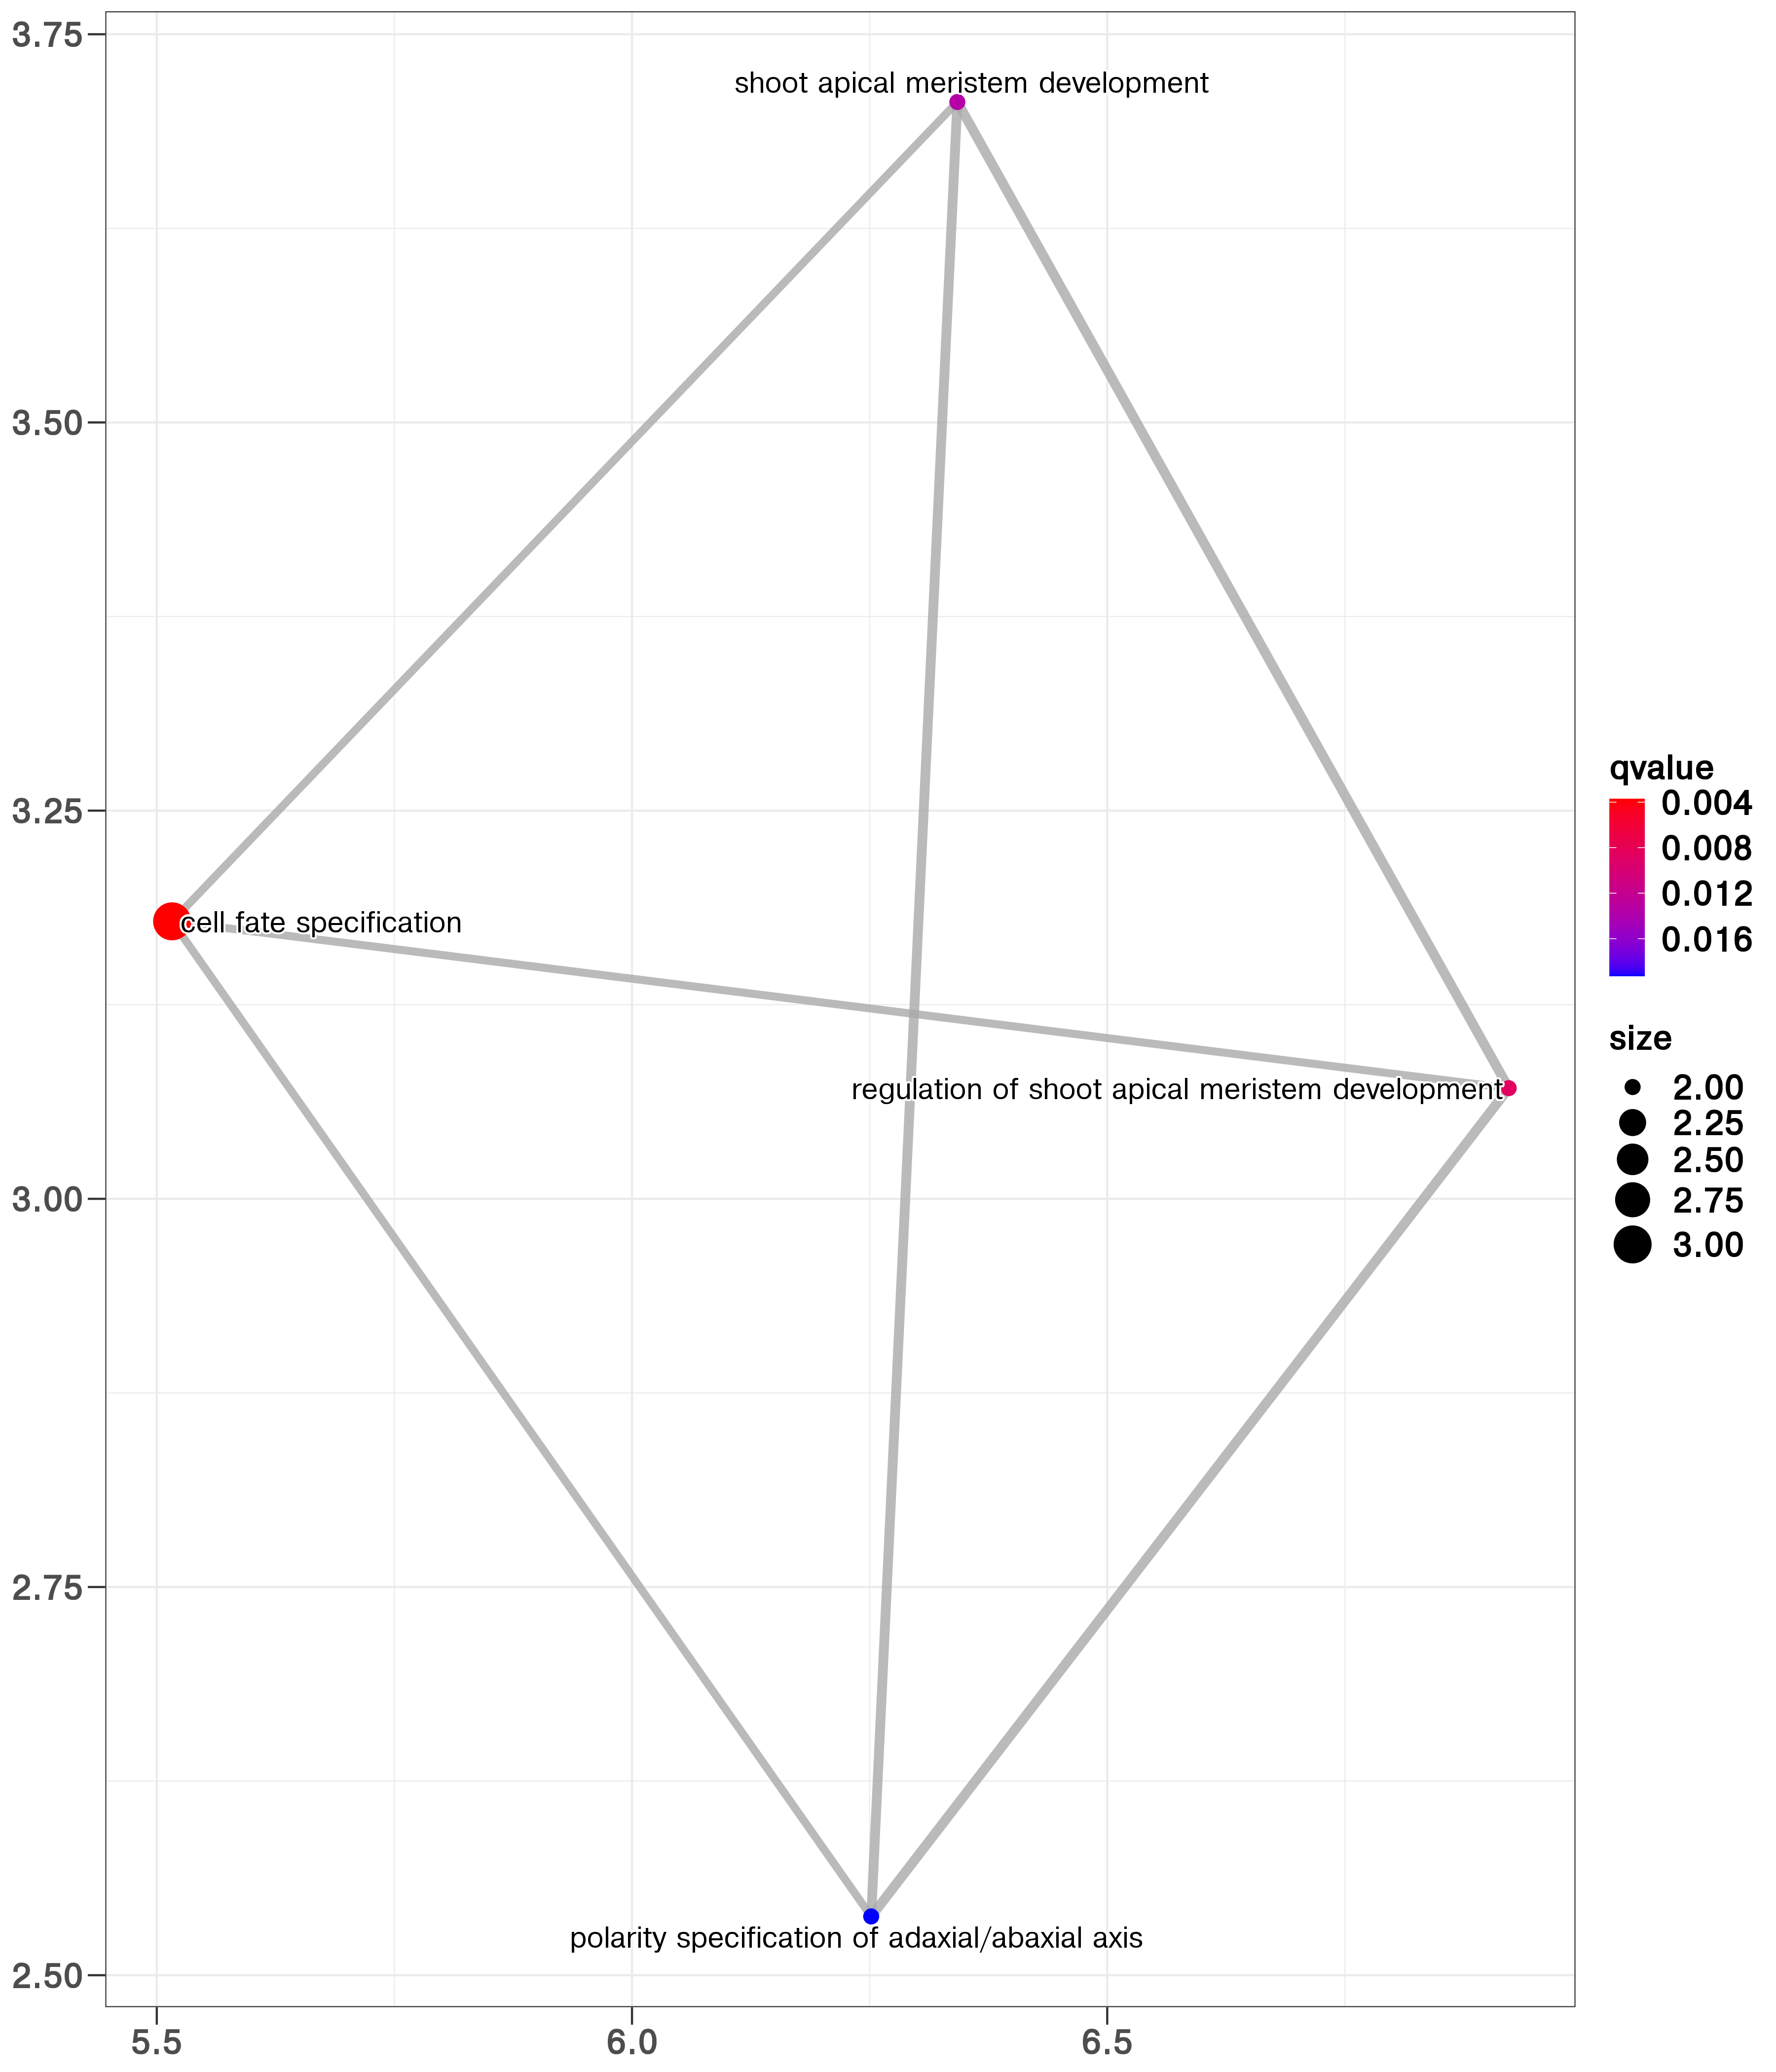 3.75
shoot apical meristem development
3.50
3.25
cell fate specification
regulation of shoot apical meristem development
3.00
2.75
polarity specification of adaxial/abaxial axis
2.50
5.5 6.0 6.5
qvalue
0.004
0.008
0.012
0.016
size
2.00
2.25
2.50
2.75
3.00